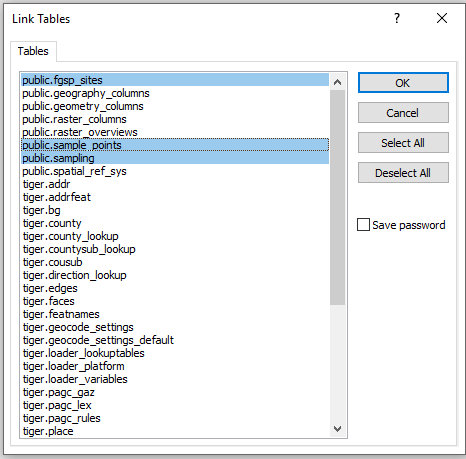 Link Tables
?
Tables
public.fgsp_sites
public.geography_columns
public.geometry_columns
public.raster_columns
public.raster_overviews
public.sample_points
public.sampling
public.spatial_ref_sys
tiger.addr
tiger.addrfeat
tiger.bg
tiger.county
tiger.county_lookup
tiger.countysub_lookup
tiger.cousub
tiger.direction_lookup
tiger.edges
tiger.faces
tiger.featnames
tiger.geocode_settings
tiger.geocode_settings_default
tiger.loader_lookuptables
tiger.loader_platform
tiger.loader_variables
tiger.pagc_gaz
tiger.pagc_lex
tiger.pagc_rules
tiger.place
OK
Cancel
Select All
Deselect All
Save password